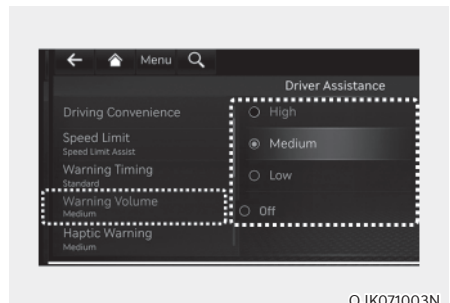 Menu
Driver Assistance
Driving Convenience
Speed Limit
Speed Limit Assist
Warning Timing
Standard
Warning Volume
Medium
Haptic Warning
Medium
High
Medium
Low
Off
OJK071003N